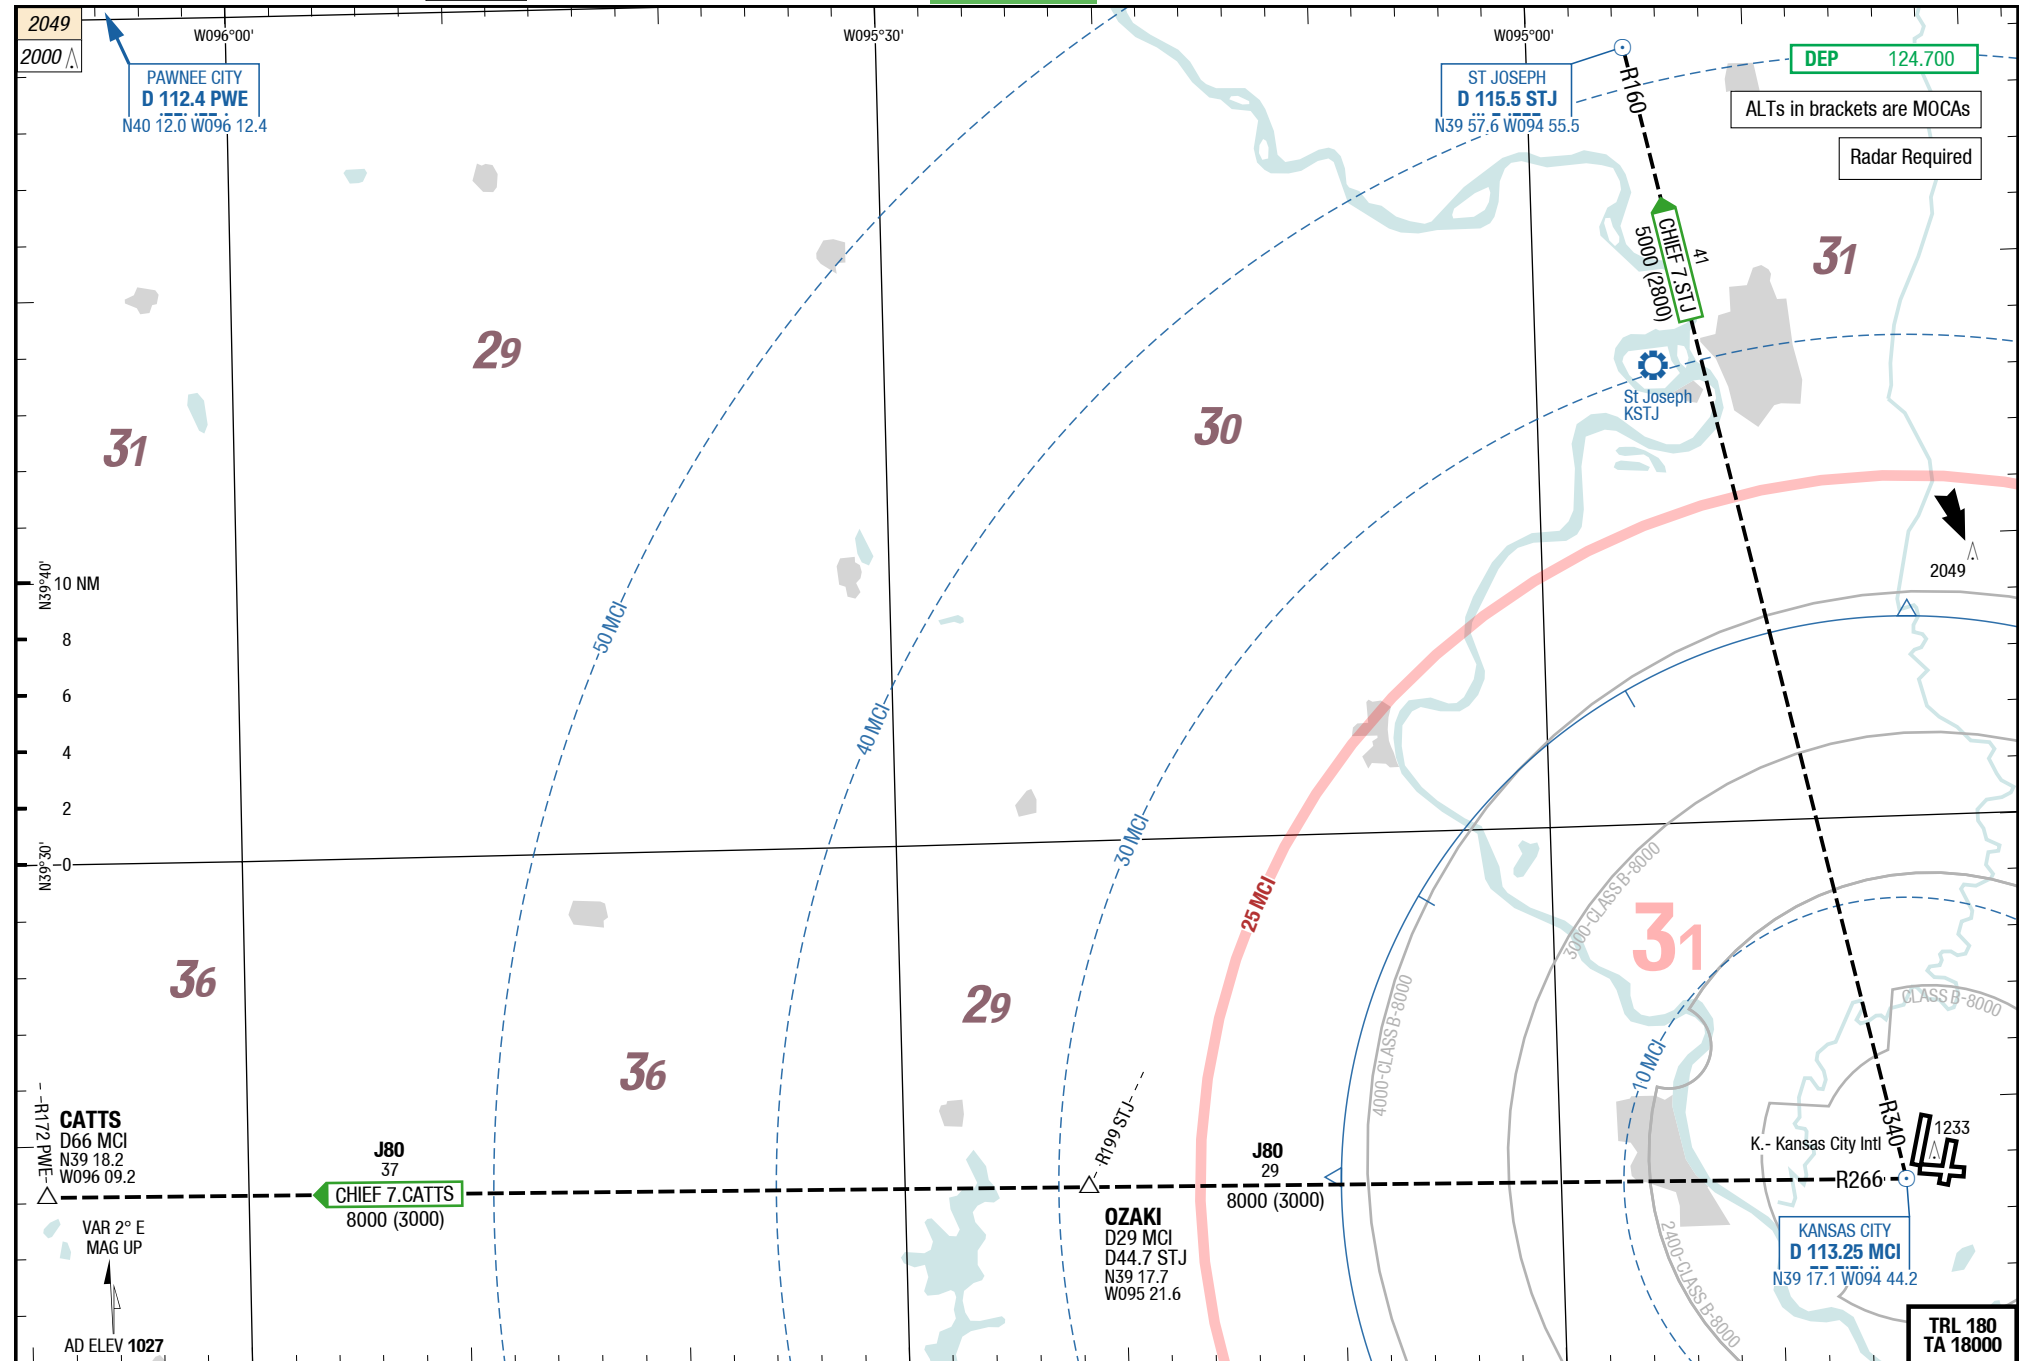 2049
2000
W096°00'
W095°30'
W095°00'
PAWNEE CITY
D 112.4 PWE
N40 12.0 W096 12.4
ST JOSEPH
D 115.5 STJ
N39 57.6 W094 55.5
R160
DEP 124.700
ALTs in brackets are MOCAs
Radar Required
41
CHIEF 7.STJ
5000 (2800)
31
29
30
31
St Joseph
KSTJ
2049
N39°40'
10 NM
8
6
4
2
0
N39°30'
50 MCI
40 MCI
30 MCI
25 MCI
10 MCI
3000-CLASS B-8000
4000-CLASS B-8000
CLASS B-8000
2400-CLASS B-8000
31
36
29
36
R172 PWE
CATTS
D66 MCI
N39 18.2
W096 09.2
J80
37
CHIEF 7.CATTS
8000 (3000)
R199 STJ
OZAKI
D29 MCI
D44.7 STJ
N39 17.7
W095 21.6
J80
29
8000 (3000)
R340
1233
K.- Kansas City Intl
R266
KANSAS CITY
D 113.25 MCI
N39 17.1 W094 44.2
VAR 2° E
MAG UP
AD ELEV 1027
TRL 180
TA 18000